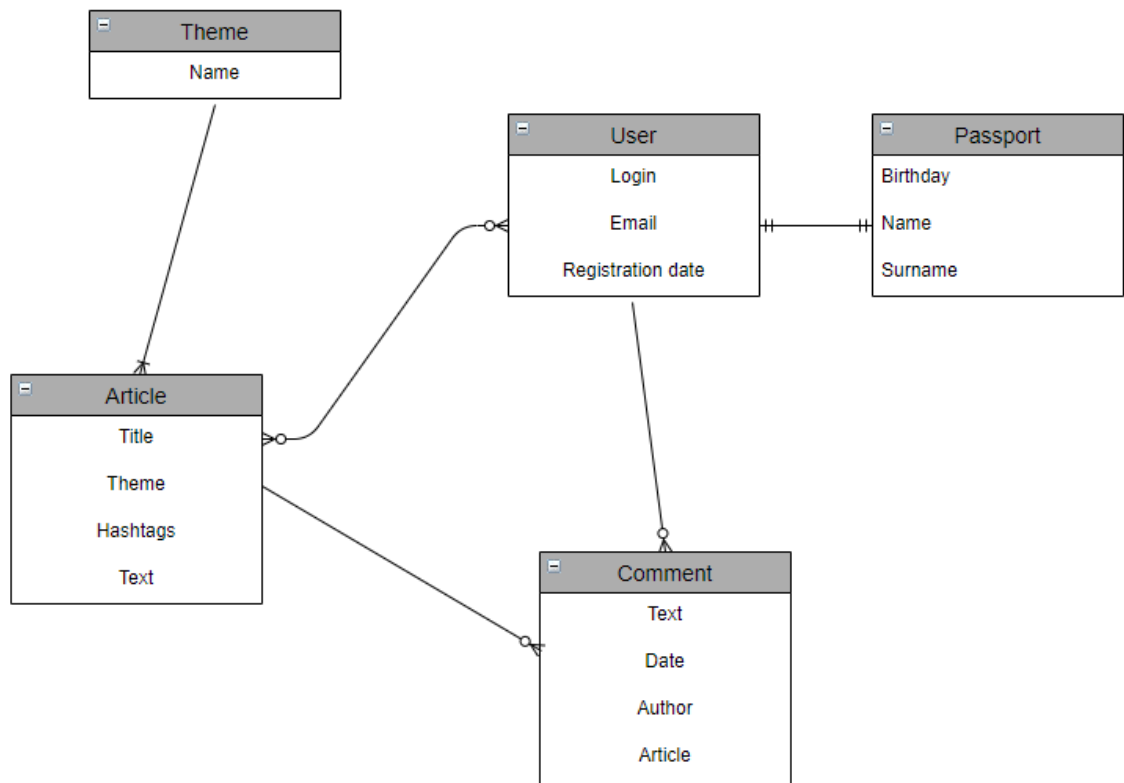 Theme
Name
User
Login
Email
Registration date
Passport
Birthday
Name
Surname
Article
Title
Theme
Hashtags
Text
Comment
Text
Date
Author
Article